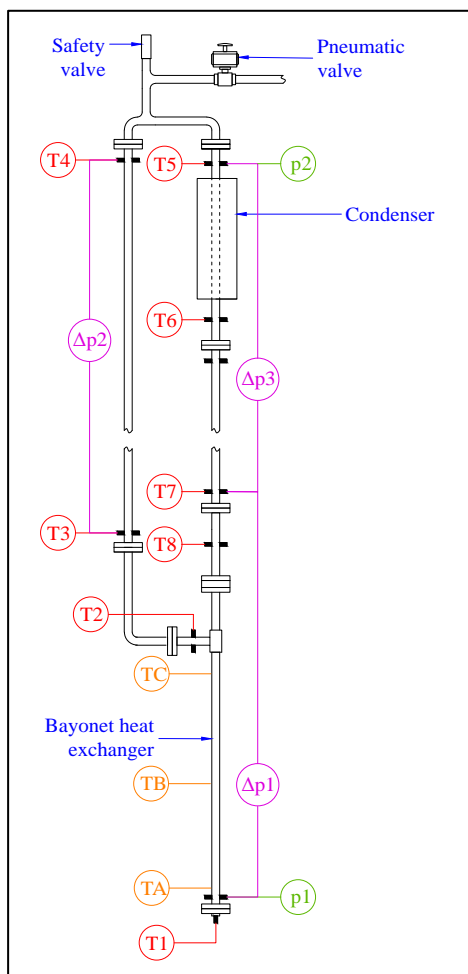 Safety
valve
Pneumatic
valve
T4
T5
p2
Condenser
T6
Δp2
Δp3
T7
T3
T8
T2
TC
Bayonet heat
exchanger
TB
Δp1
TA
p1
T1